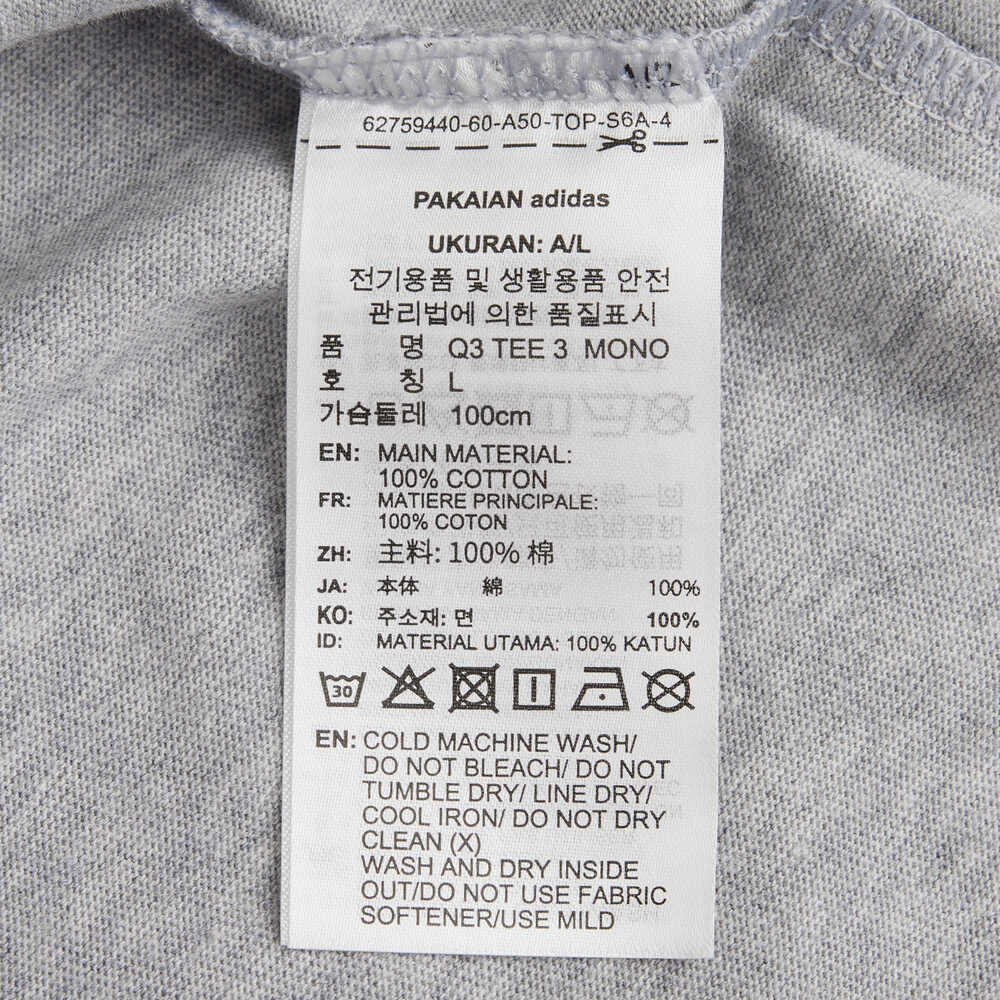 62759440-60-A50-TOP-S6A-4
PAKAIAN adidas
UKURAN: A/L
전기용품 및 생활용품 안전
관리법에 의한 품질표시
품 명 Q3 TEE 3 MONO
호 칭 L
가슴둘레 100cm
EN: MAIN MATERIAL:
100% COTTON
FR: MATIERE PRINCIPALE:
100% COTON
ZH: 主料: 100% 棉
JA: 本体 綿 100%
KO: 주소재: 면 100%
ID: MATERIAL UTAMA: 100% KATUN
30
EN: COLD MACHINE WASH/
DO NOT BLEACH/ DO NOT
TUMBLE DRY/ LINE DRY/
COOL IRON/ DO NOT DRY
CLEAN (X)
WASH AND DRY INSIDE
OUT/DO NOT USE FABRIC
SOFTENER/USE MILD